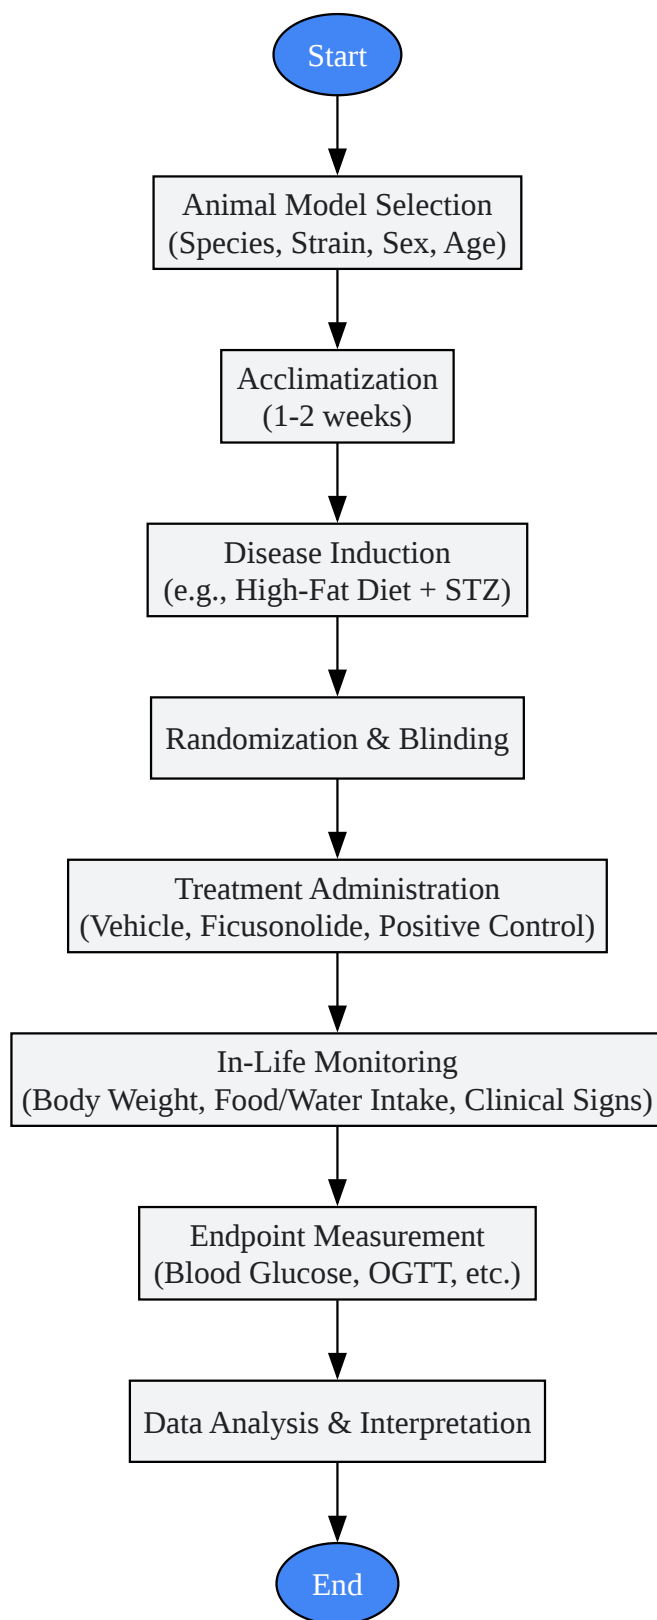 Start
Animal Model Selection
(Species, Strain, Sex, Age)
Acclimatization
(1-2 weeks)
Disease Induction
(e.g., High-Fat Diet + STZ)
Randomization & Blinding
Treatment Administration
(Vehicle, Ficusonolide, Positive Control)
In-Life Monitoring
(Body Weight, Food/Water Intake, Clinical Signs)
Endpoint Measurement
(Blood Glucose, OGTT, etc.)
Data Analysis & Interpretation
End